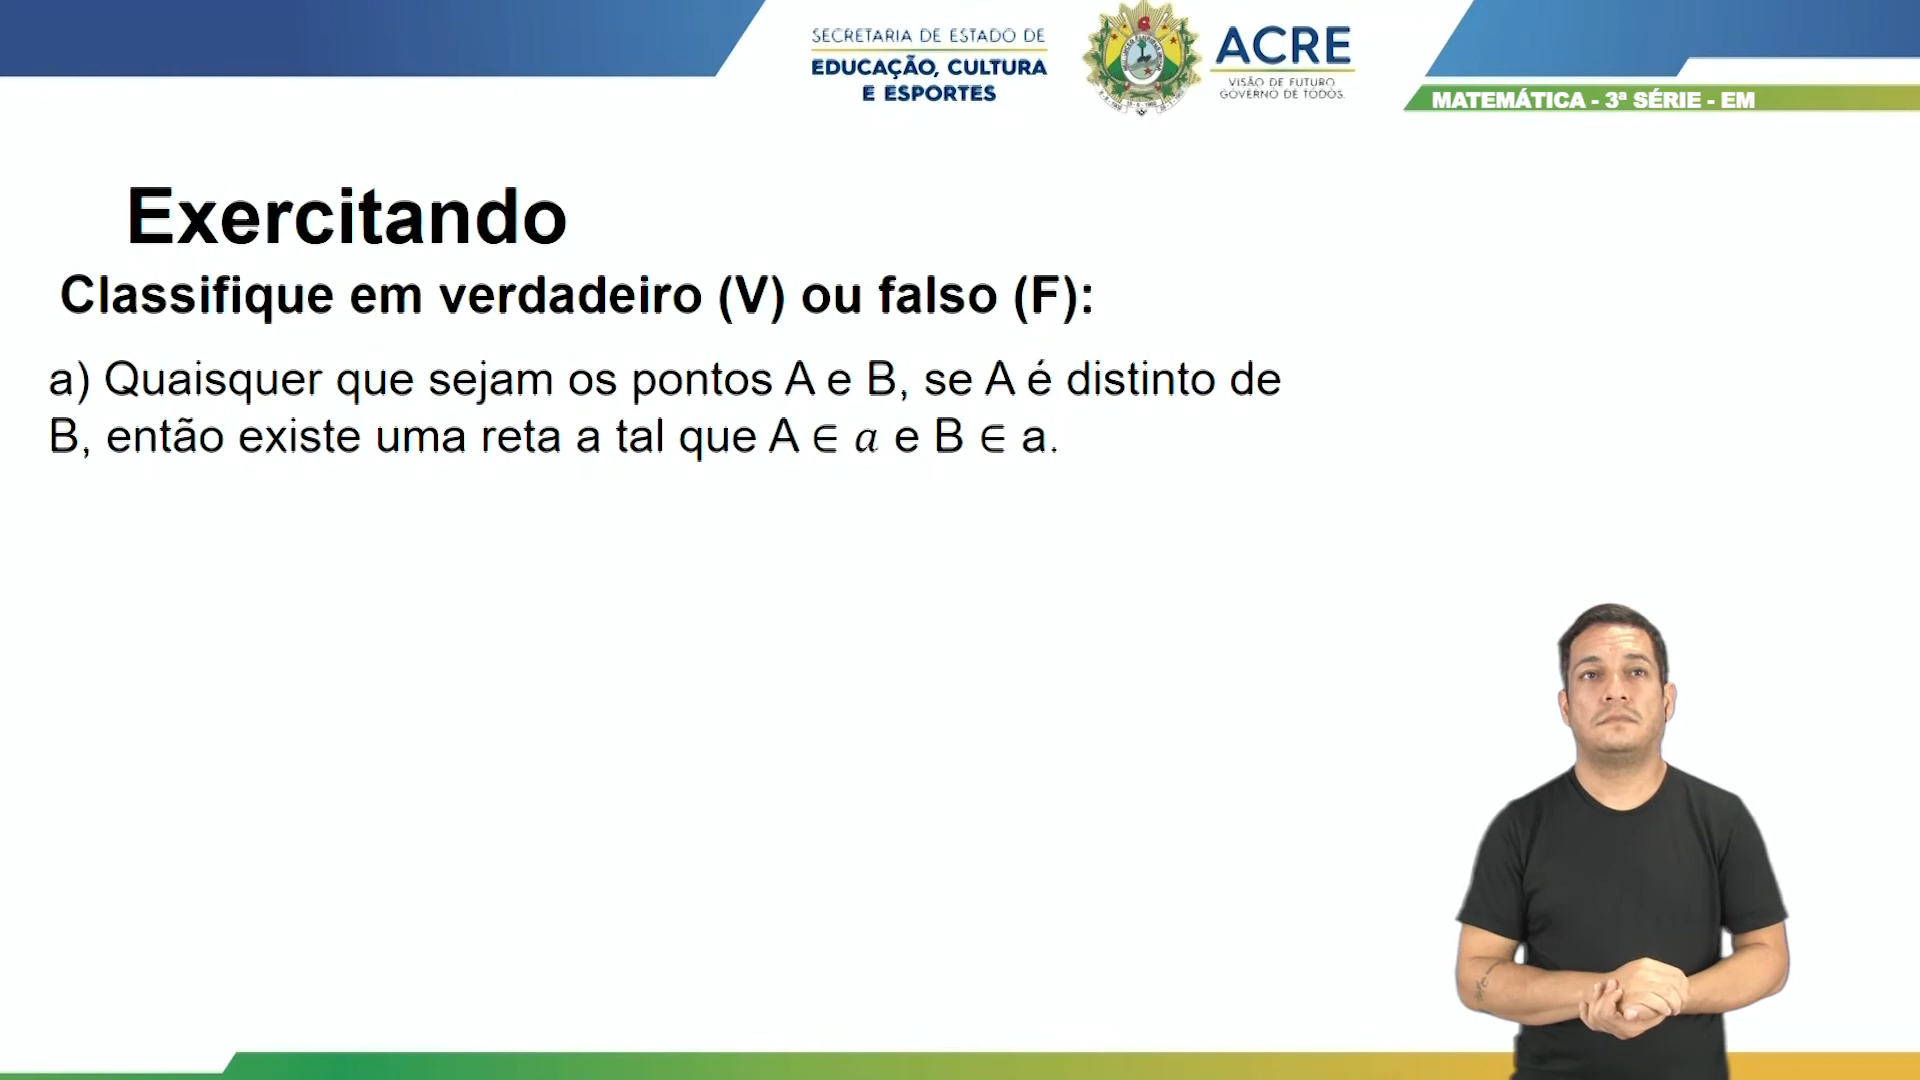 SECRETARIA DE ESTADO DE
EDUCAÇÃO, CULTURA
E ESPORTES
ACRE
VISÃO DE FUTURO
GOVERNO DE TODOS.
MATEMÁTICA - 3ª SÉRIE - EM
Exercitando
Classifique em verdadeiro (V) ou falso (F):
a) Quaisquer que sejam os pontos A e B, se A é distinto de
B, então existe uma reta a tal que A ∈ a e B ∈ a.